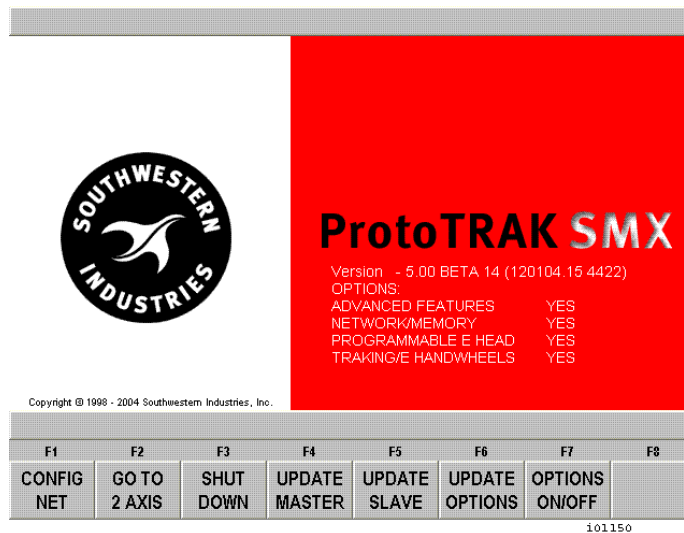 SOUTHWESTERN
INDUSTRIES
ProtoTRAK SMX
Version - 5.00 BETA 14 (120104.15 4422)
OPTIONS:
ADVANCED FEATURES YES
NETWORK/MEMORY YES
PROGRAMMABLE E HEAD YES
TRAKING/E HANDWHEELS YES
Copyright © 1998 - 2004 Southwestern Industries, Inc.
F1 F2 F3 F4 F5 F6 F7 F8
CONFIG GO TO SHUT UPDATE UPDATE UPDATE OPTIONS
NET 2 AXIS DOWN MASTER SLAVE OPTIONS ON/OFF
i01150